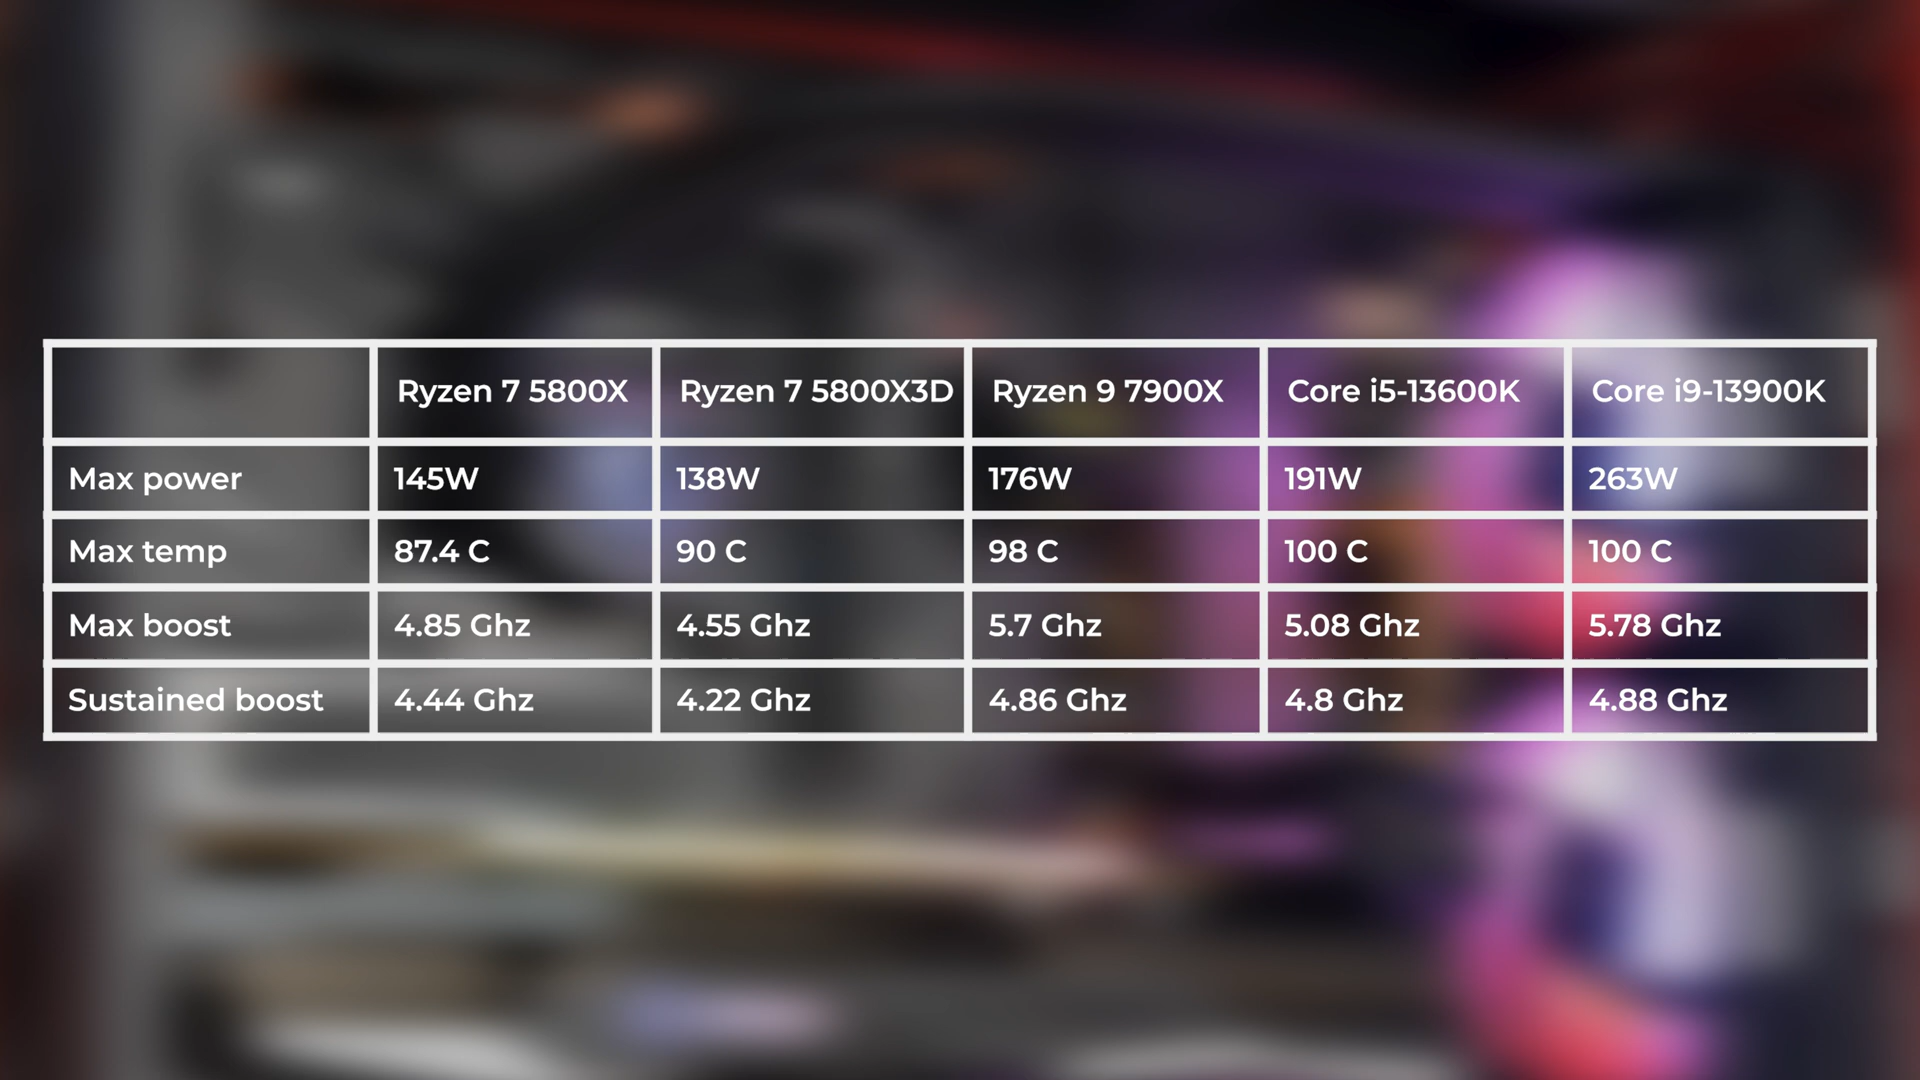 Ryzen 7 5800X Ryzen 7 5800X3D Ryzen 9 7900X Core i5-13600K Core i9-13900K
Max power 145W 138W 176W 191W 263W
Max temp 87.4 C 90 C 98 C 100 C 100 C
Max boost 4.85 Ghz 4.55 Ghz 5.7 Ghz 5.08 Ghz 5.78 Ghz
Sustained boost 4.44 Ghz 4.22 Ghz 4.86 Ghz 4.8 Ghz 4.88 Ghz